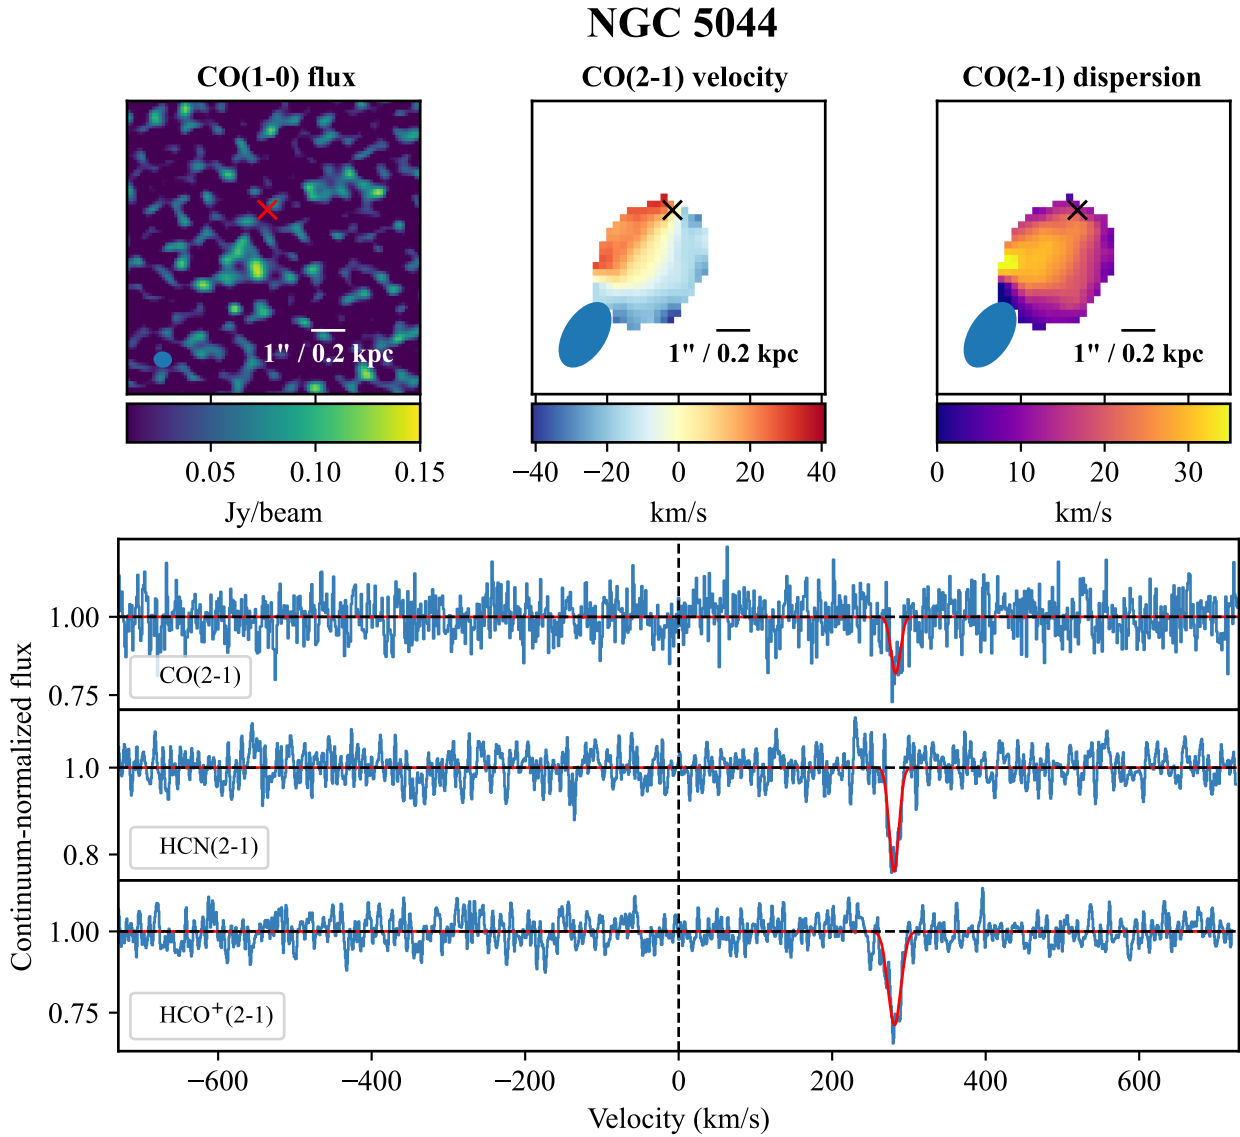 NGC 5044
CO(1-0) flux
CO(2-1) velocity
CO(2-1) dispersion
1" / 0.2 kpc
1" / 0.2 kpc
1" / 0.2 kpc
0.05 0.10 0.15
−40 −20 0 20 40
0 10 20 30
Jy/beam
km/s
km/s
Continuum-normalized flux
1.00
0.75
CO(2-1)
1.0
0.8
HCN(2-1)
1.00
0.75
HCO⁺(2-1)
−600 −400 −200 0 200 400 600
Velocity (km/s)